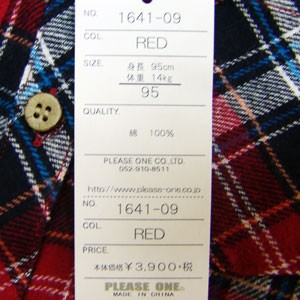 NO. 1641-09
COL. RED
SIZE. 身長 95cm
体重 14kg
95
QUALITY.
綿 100%
PLEASE ONE CO.,LTD.
052-910-8511
http://www.please-one.co.jp
NO. 1641-09
COL. RED
PRICE.
本体価格 ¥3,900+税
PLEASE ONE.
MADE IN CHINA